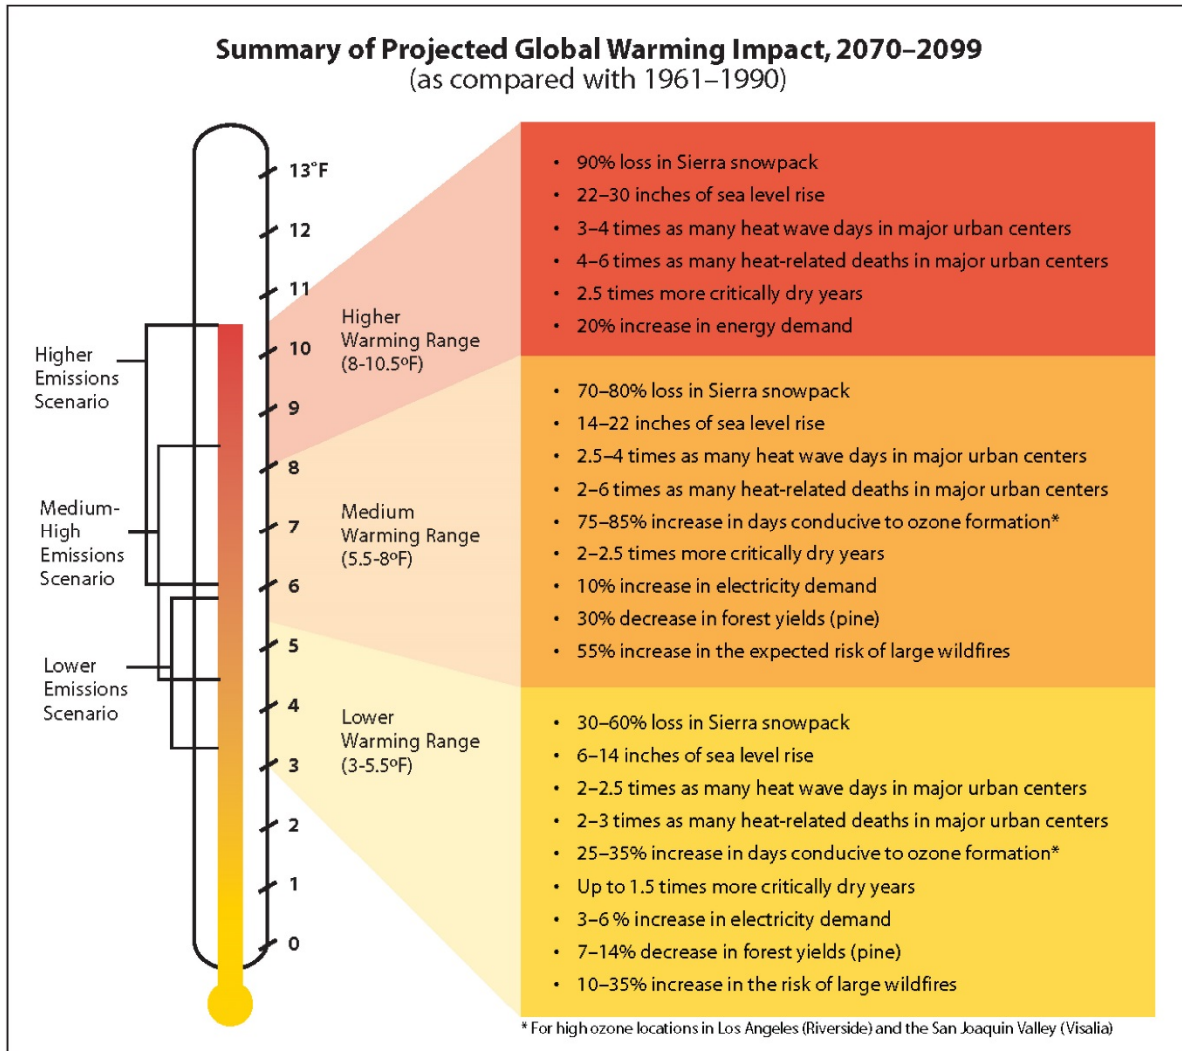 Summary of Projected Global Warming Impact, 2070–2099
(as compared with 1961–1990)
13°F
12
11
10
9
8
7
6
5
4
3
2
1
0
Higher
Emissions
Scenario
Medium-
High
Emissions
Scenario
Lower
Emissions
Scenario
Higher
Warming Range
(8-10.5ºF)
Medium
Warming Range
(5.5-8ºF)
Lower
Warming Range
(3-5.5ºF)
• 90% loss in Sierra snowpack
• 22–30 inches of sea level rise
• 3–4 times as many heat wave days in major urban centers
• 4–6 times as many heat-related deaths in major urban centers
• 2.5 times more critically dry years
• 20% increase in energy demand
• 70–80% loss in Sierra snowpack
• 14–22 inches of sea level rise
• 2.5–4 times as many heat wave days in major urban centers
• 2–6 times as many heat-related deaths in major urban centers
• 75–85% increase in days conducive to ozone formation*
• 2–2.5 times more critically dry years
• 10% increase in electricity demand
• 30% decrease in forest yields (pine)
• 55% increase in the expected risk of large wildfires
• 30–60% loss in Sierra snowpack
• 6–14 inches of sea level rise
• 2–2.5 times as many heat wave days in major urban centers
• 2–3 times as many heat-related deaths in major urban centers
• 25–35% increase in days conducive to ozone formation*
• Up to 1.5 times more critically dry years
• 3–6 % increase in electricity demand
• 7–14% decrease in forest yields (pine)
• 10–35% increase in the risk of large wildfires
* For high ozone locations in Los Angeles (Riverside) and the San Joaquin Valley (Visalia)